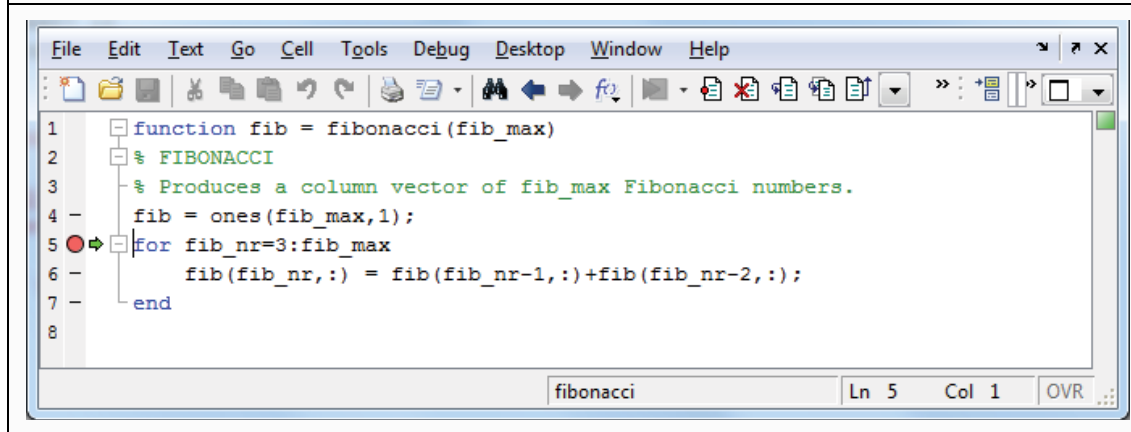 File Edit Text Go Cell Tools Debug Desktop Window Help
1 function fib = fibonacci(fib_max)
2 % FIBONACCI
3 % Produces a column vector of fib_max Fibonacci numbers.
4 – fib = ones(fib_max,1);
5 for fib_nr=3:fib_max
6 – fib(fib_nr,:) = fib(fib_nr-1,:)+fib(fib_nr-2,:);
7 – end
8
fibonacci Ln 5 Col 1 OVR